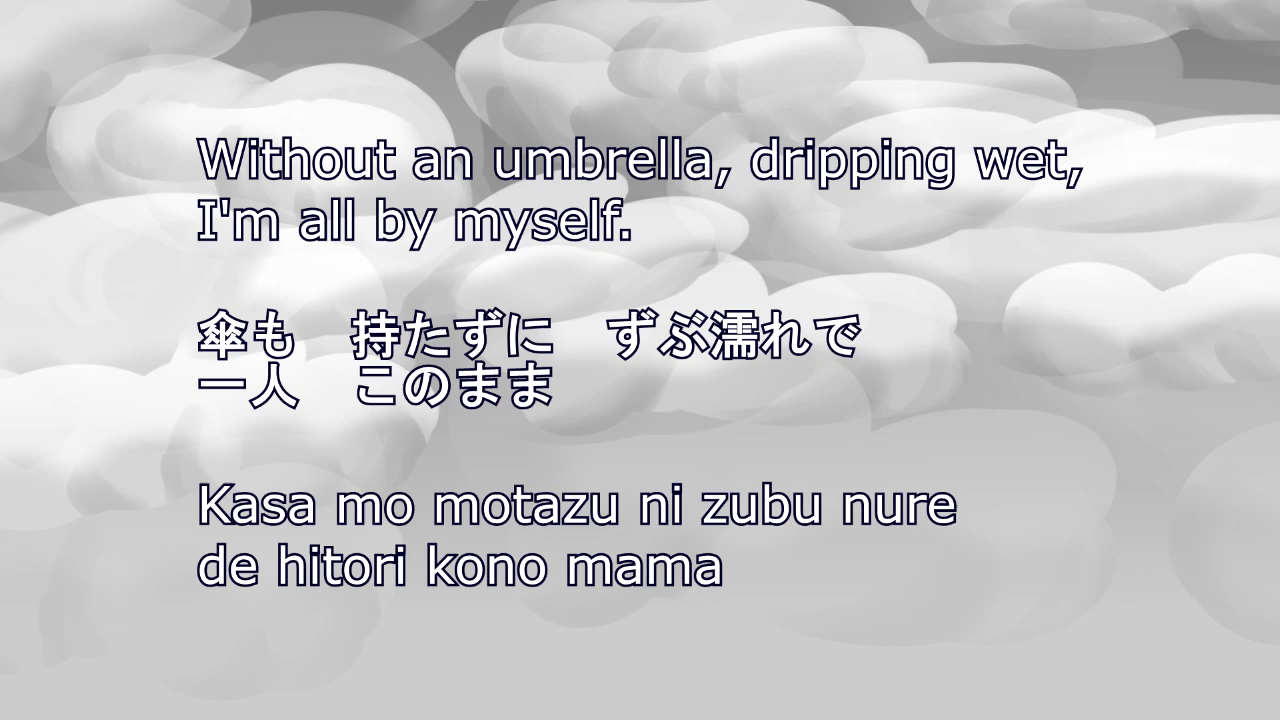 Without an umbrella, dripping wet,
I'm all by myself.
傘も　持たずに　ずぶ濡れで
一人　このまま
Kasa mo motazu ni zubu nure
de hitori kono mama